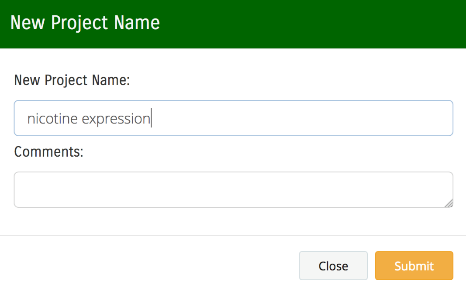 New Project Name
New Project Name:
nicotine expression
Comments:
Close Submit